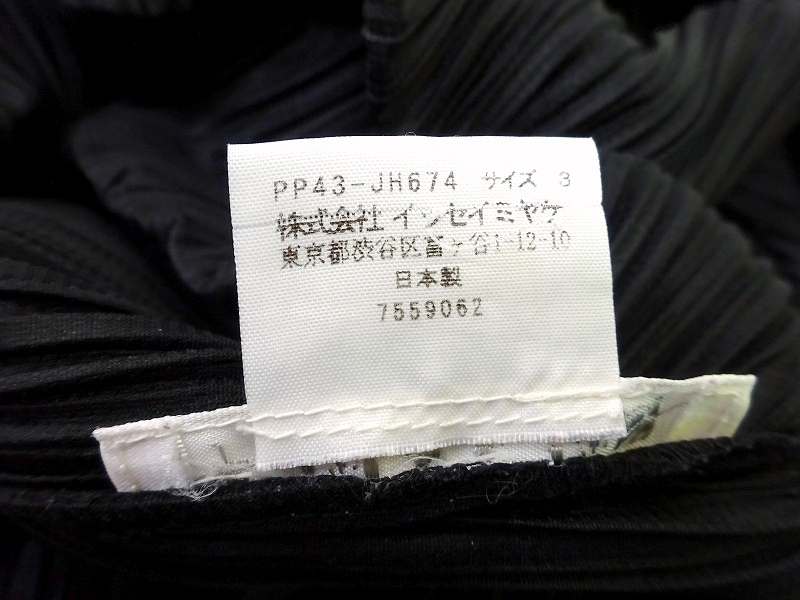 PP43-JH674 サイズ 3
株式会社 イッセイミヤケ
東京都渋谷区富ヶ谷1-12-10
日本製
7559062